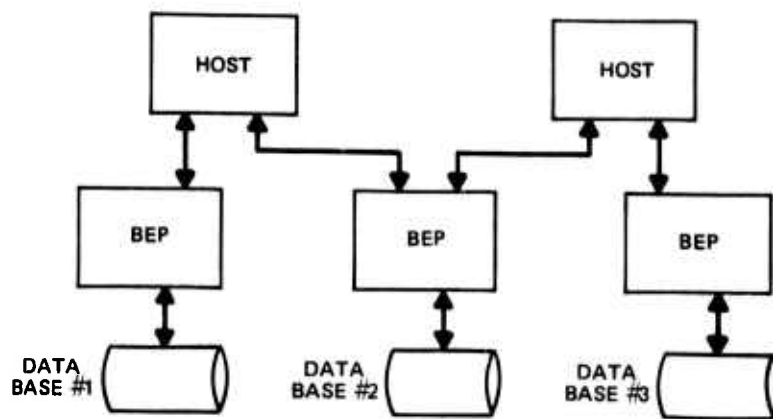 HOST
HOST
BEP
BEP
BEP
DATA
BASE #1
DATA
BASE #2
DATA
BASE #3